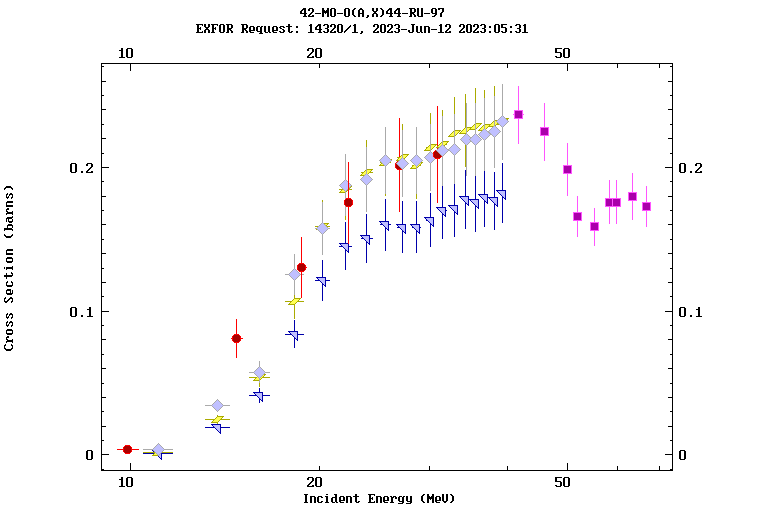 42-MO-0(A,X)44-RU-97
EXFOR Request: 14320/1, 2023-Jun-12 2023:05:31
10 20 50
0.2 0.2
0.1 0.1
0 0
Cross Section (barns)
10 20 50
Incident Energy (MeV)